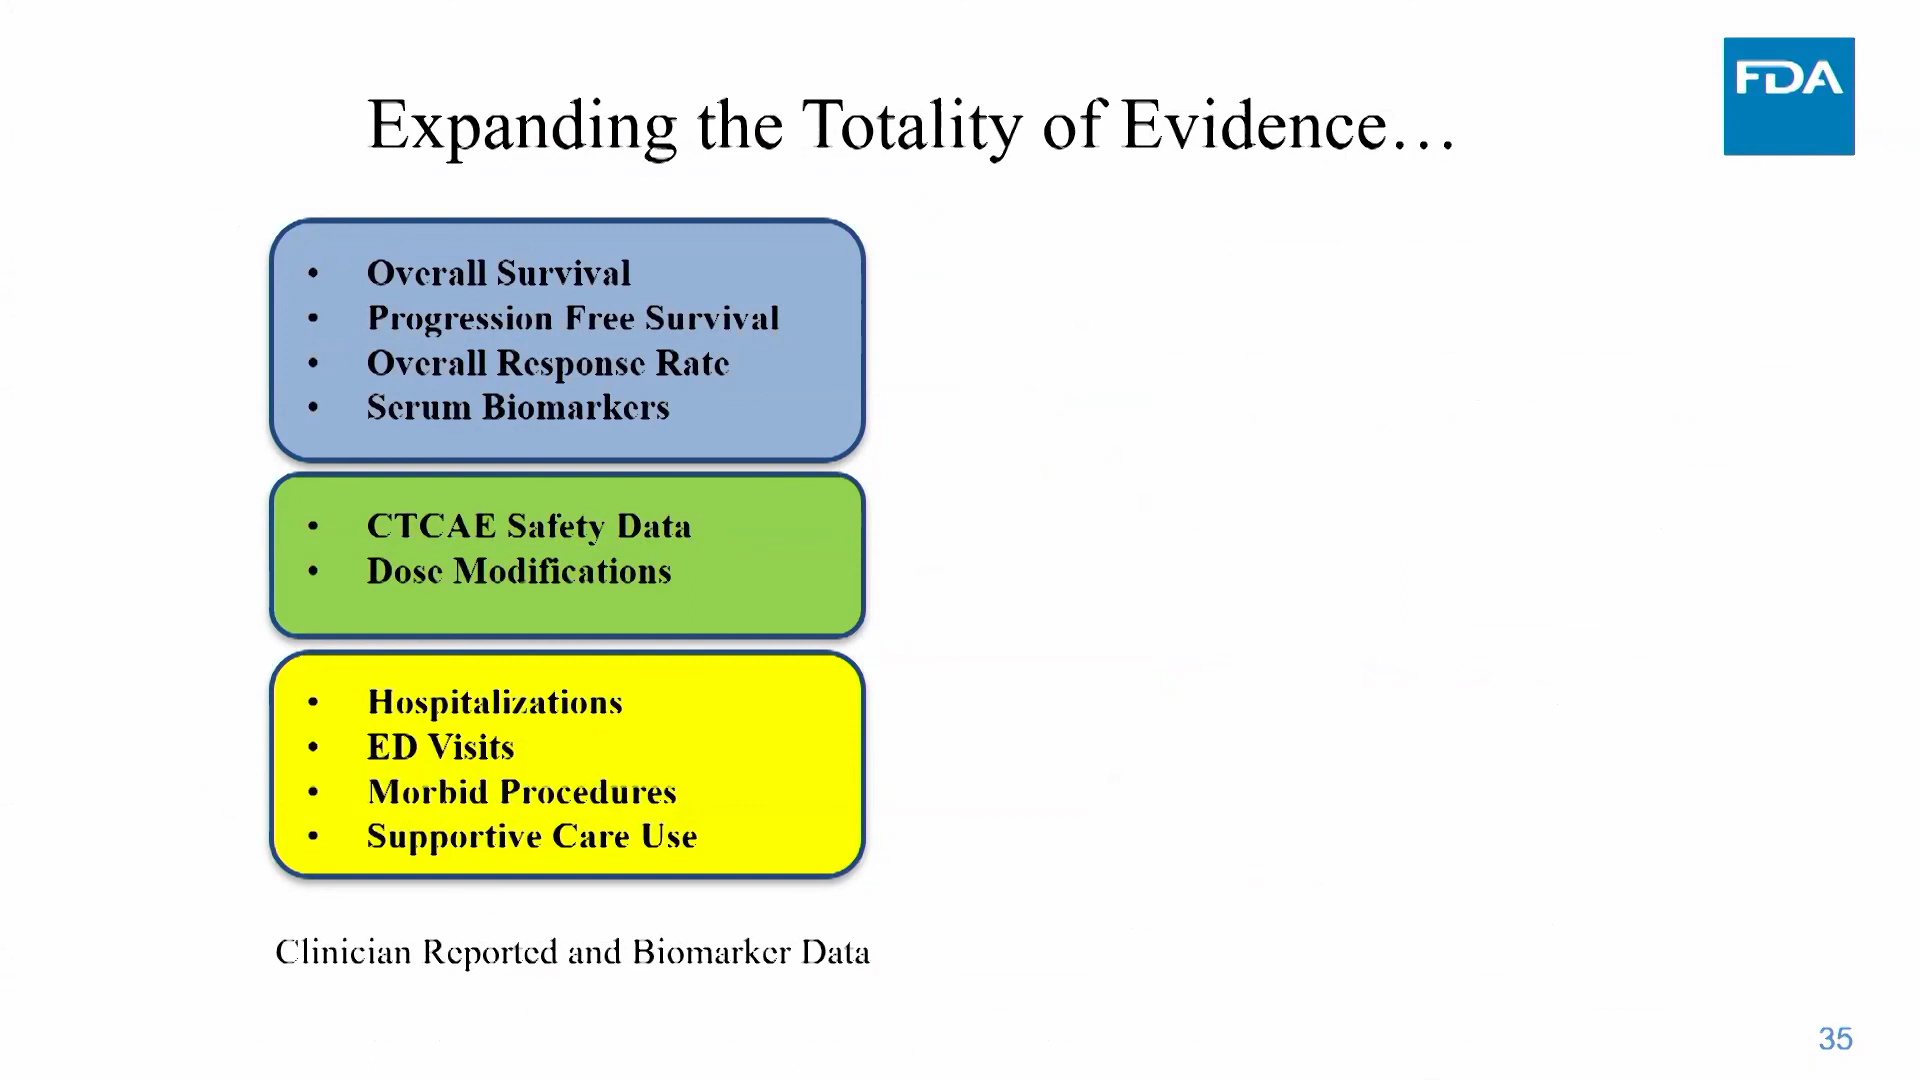 FDA
Expanding the Totality of Evidence…
• Overall Survival
• Progression Free Survival
• Overall Response Rate
• Serum Biomarkers
• CTCAE Safety Data
• Dose Modifications
• Hospitalizations
• ED Visits
• Morbid Procedures
• Supportive Care Use
Clinician Reported and Biomarker Data
35